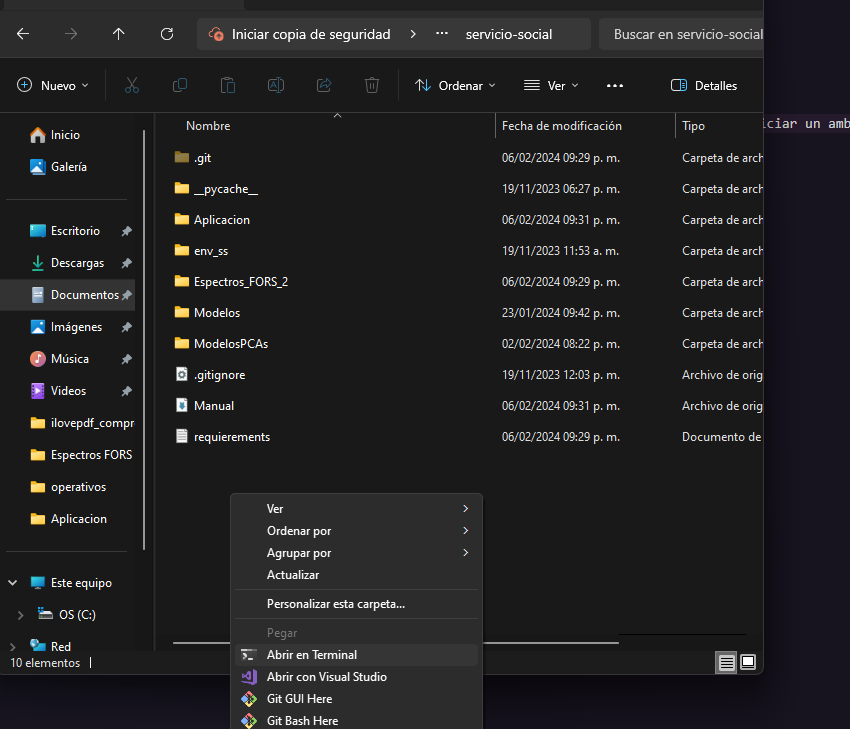 Iniciar copia de seguridad > ... servicio-social
Buscar en servicio-social
Nuevo
Ordenar
Ver
...
Detalles
Nombre
Fecha de modificación
Tipo
Inicio
Galería
Escritorio
Descargas
Documentos
Imágenes
Música
Videos
ilovepdf_compr
Espectros FORS
operativos
Aplicacion
Este equipo
OS (C:)
Red
.git 06/02/2024 09:29 p. m. Carpeta de arch
__pycache__ 19/11/2023 06:27 p. m. Carpeta de arch
Aplicacion 06/02/2024 09:31 p. m. Carpeta de arch
env_ss 19/11/2023 11:53 a. m. Carpeta de arch
Espectros_FORS_2 06/02/2024 09:29 p. m. Carpeta de arch
Modelos 23/01/2024 09:42 p. m. Carpeta de arch
ModelosPCAs 02/02/2024 08:22 p. m. Carpeta de arch
.gitignore 19/11/2023 12:03 p. m. Archivo de orig
Manual 06/02/2024 09:31 p. m. Archivo de orig
requierements 06/02/2024 09:29 p. m. Documento de
iciar un amb
Ver
Ordenar por
Agrupar por
Actualizar
Personalizar esta carpeta...
Pegar
Abrir en Terminal
Abrir con Visual Studio
Git GUI Here
Git Bash Here
10 elementos